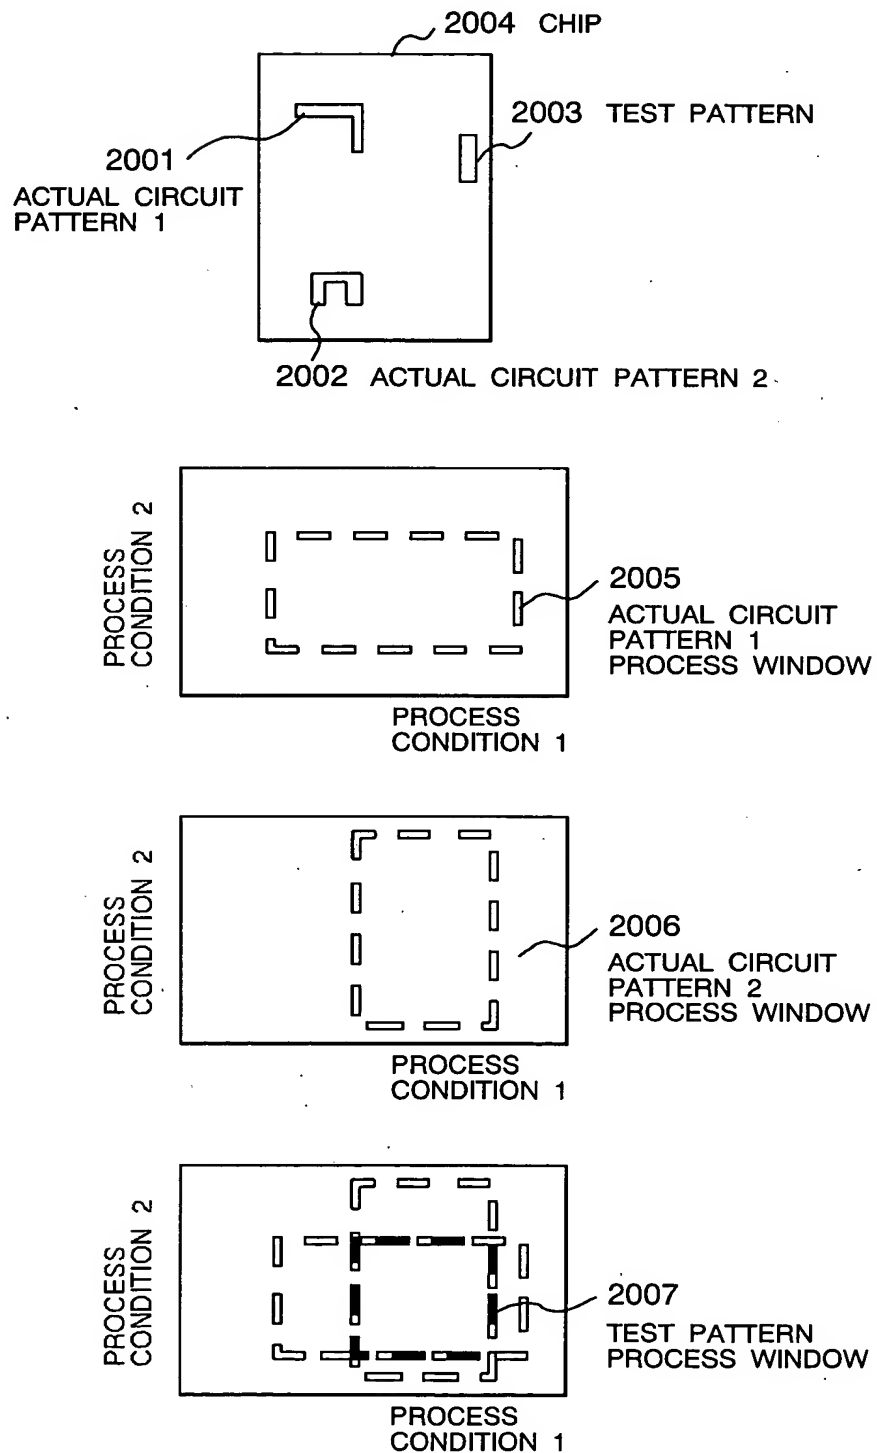 2004 CHIP
2003 TEST PATTERN
2001
ACTUAL CIRCUIT
PATTERN 1
2002 ACTUAL CIRCUIT PATTERN 2
PROCESS
CONDITION 2
2005
ACTUAL CIRCUIT
PATTERN 1
PROCESS WINDOW
PROCESS
CONDITION 1
PROCESS
CONDITION 2
2006
ACTUAL CIRCUIT
PATTERN 2
PROCESS WINDOW
PROCESS
CONDITION 1
PROCESS
CONDITION 2
2007
TEST PATTERN
PROCESS WINDOW
PROCESS
CONDITION 1